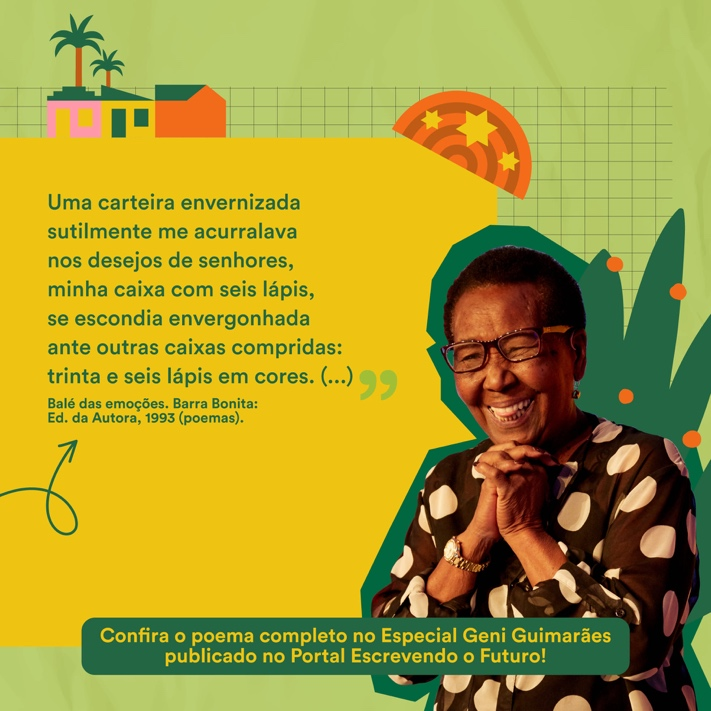 Uma carteira envernizada
sutilmente me acurralava
nos desejos de senhores,
minha caixa com seis lápis,
se escondia envergonhada
ante outras caixas compridas:
trinta e seis lápis em cores. (...)”
Balé das emoções. Barra Bonita:
Ed. da Autora, 1993 (poemas).
Confira o poema completo no Especial Geni Guimarães
publicado no Portal Escrevendo o Futuro!